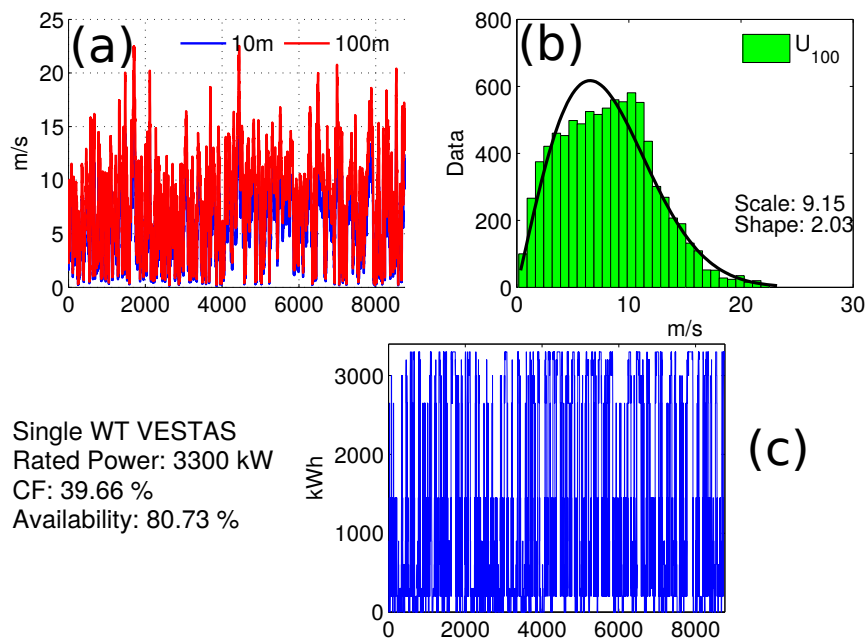 (a)
10m
100m
25
20
15
10
5
0
m/s
0 2000 4000 6000 8000
(b)
U_100
800
600
400
200
0
Data
Scale: 9.15
Shape: 2.03
0 10 20 30
m/s
Single WT VESTAS
Rated Power: 3300 kW
CF: 39.66 %
Availability: 80.73 %
3000
2000
1000
0
kWh
0 2000 4000 6000 8000
(c)